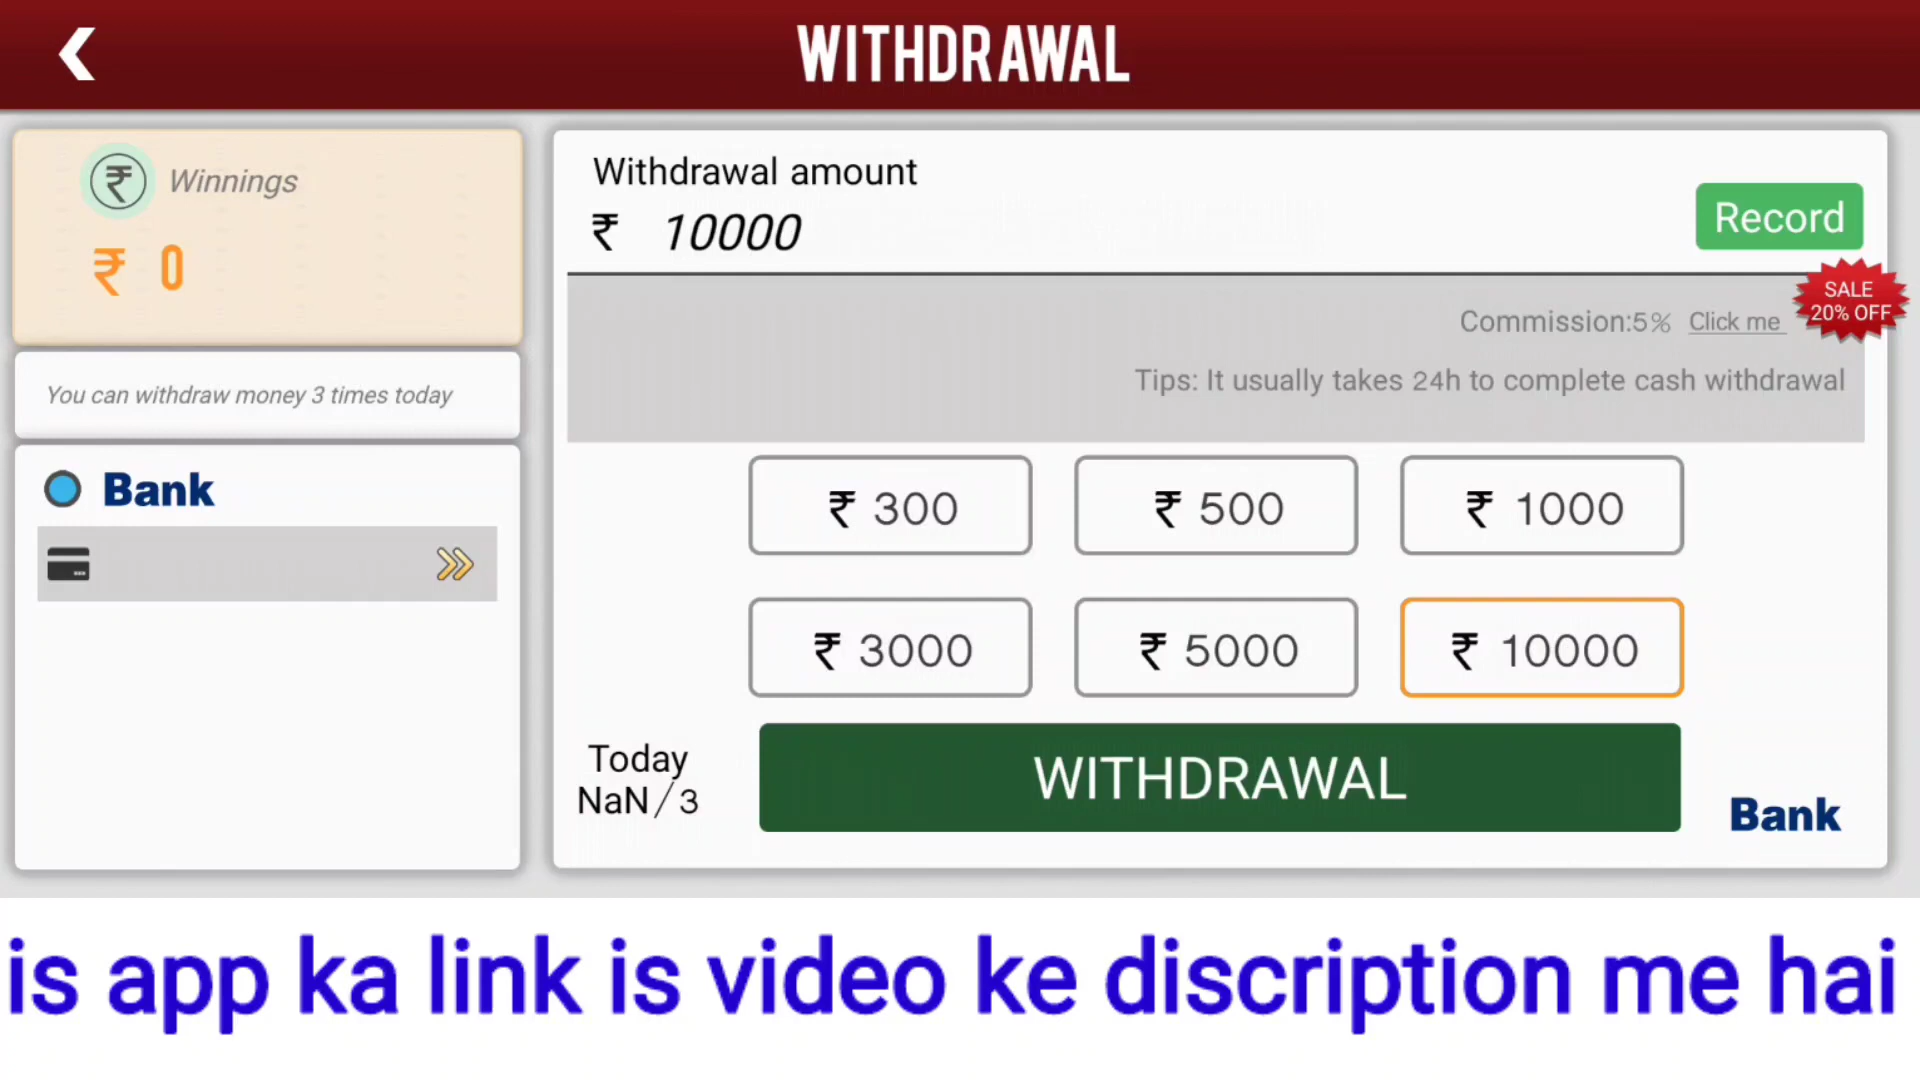 WITHDRAWAL
Winnings
₹ 0
You can withdraw money 3 times today
Bank
Withdrawal amount
₹ 10000
Record
SALE
20% OFF
Commission:5% Click me
Tips: It usually takes 24h to complete cash withdrawal
₹ 300 ₹ 500 ₹ 1000
₹ 3000 ₹ 5000 ₹ 10000
Today
NaN/3
WITHDRAWAL
Bank
is app ka link is video ke discription me hai